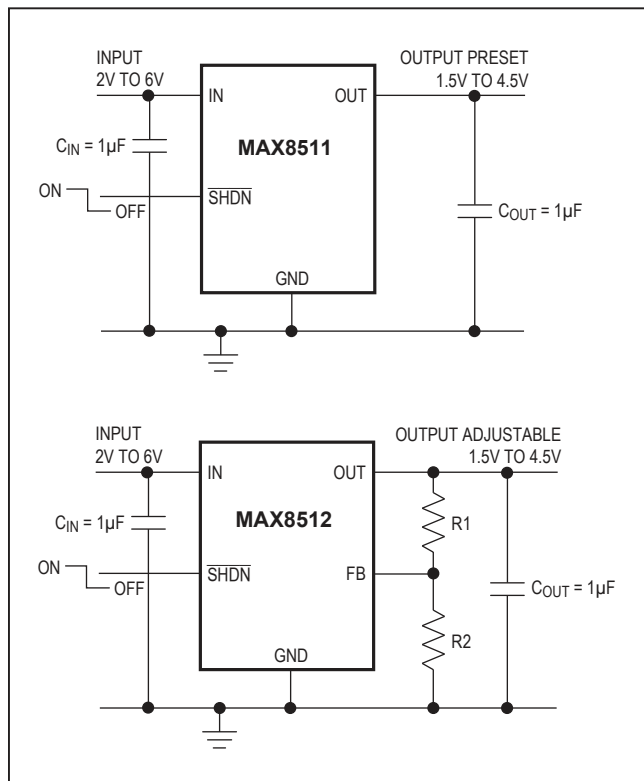 INPUT
2V TO 6V
OUTPUT PRESET
1.5V TO 4.5V
IN
OUT
MAX8511
C_IN = 1µF
ON
OFF
S̅H̅D̅N̅
C_OUT = 1µF
GND
INPUT
2V TO 6V
OUTPUT ADJUSTABLE
1.5V TO 4.5V
IN
OUT
MAX8512
R1
C_IN = 1µF
ON
OFF
S̅H̅D̅N̅
FB
C_OUT = 1µF
R2
GND